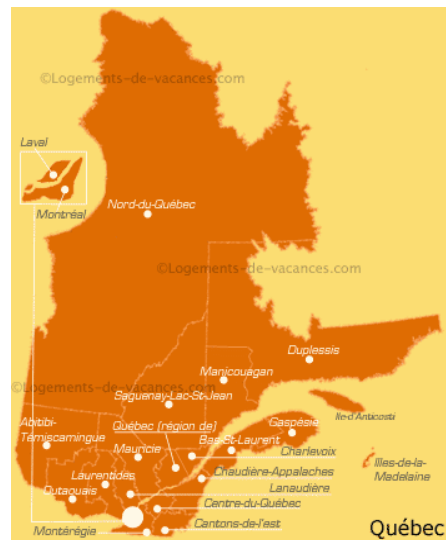 ©Logements-de-vacances.com
Laval
Montréal
Nord-du-Québec
©Logements-de-vacances.com
Duplessis
Manicouagan
©Logements-de-vacances.com
Saguenay-Lac-St-Jean
Ile-d'Anticosti
Abitibi-
Témiscamingue
Québec (région de)
Gaspésie
Bas-St-Laurent
Charlevoix
Mauricie
Illes-de-la-
Madelaine
Chaudière-Appalaches
Laurentides
Lanaudière
Outaouais
Centre-du-Québec
Cantons-de-l'est
Montérégie
Québec